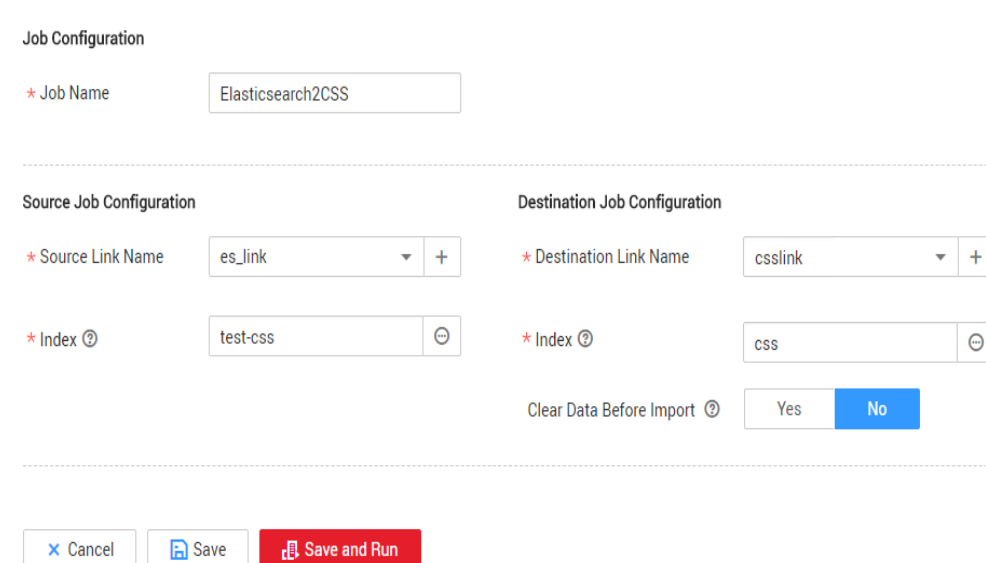 Job Configuration
* Job Name
Elasticsearch2CSS
Source Job Configuration
Destination Job Configuration
* Source Link Name
es_link
+
* Destination Link Name
csslink
+
* Index ?
test-css
* Index ?
css
Clear Data Before Import ?
Yes
No
Cancel
Save
Save and Run